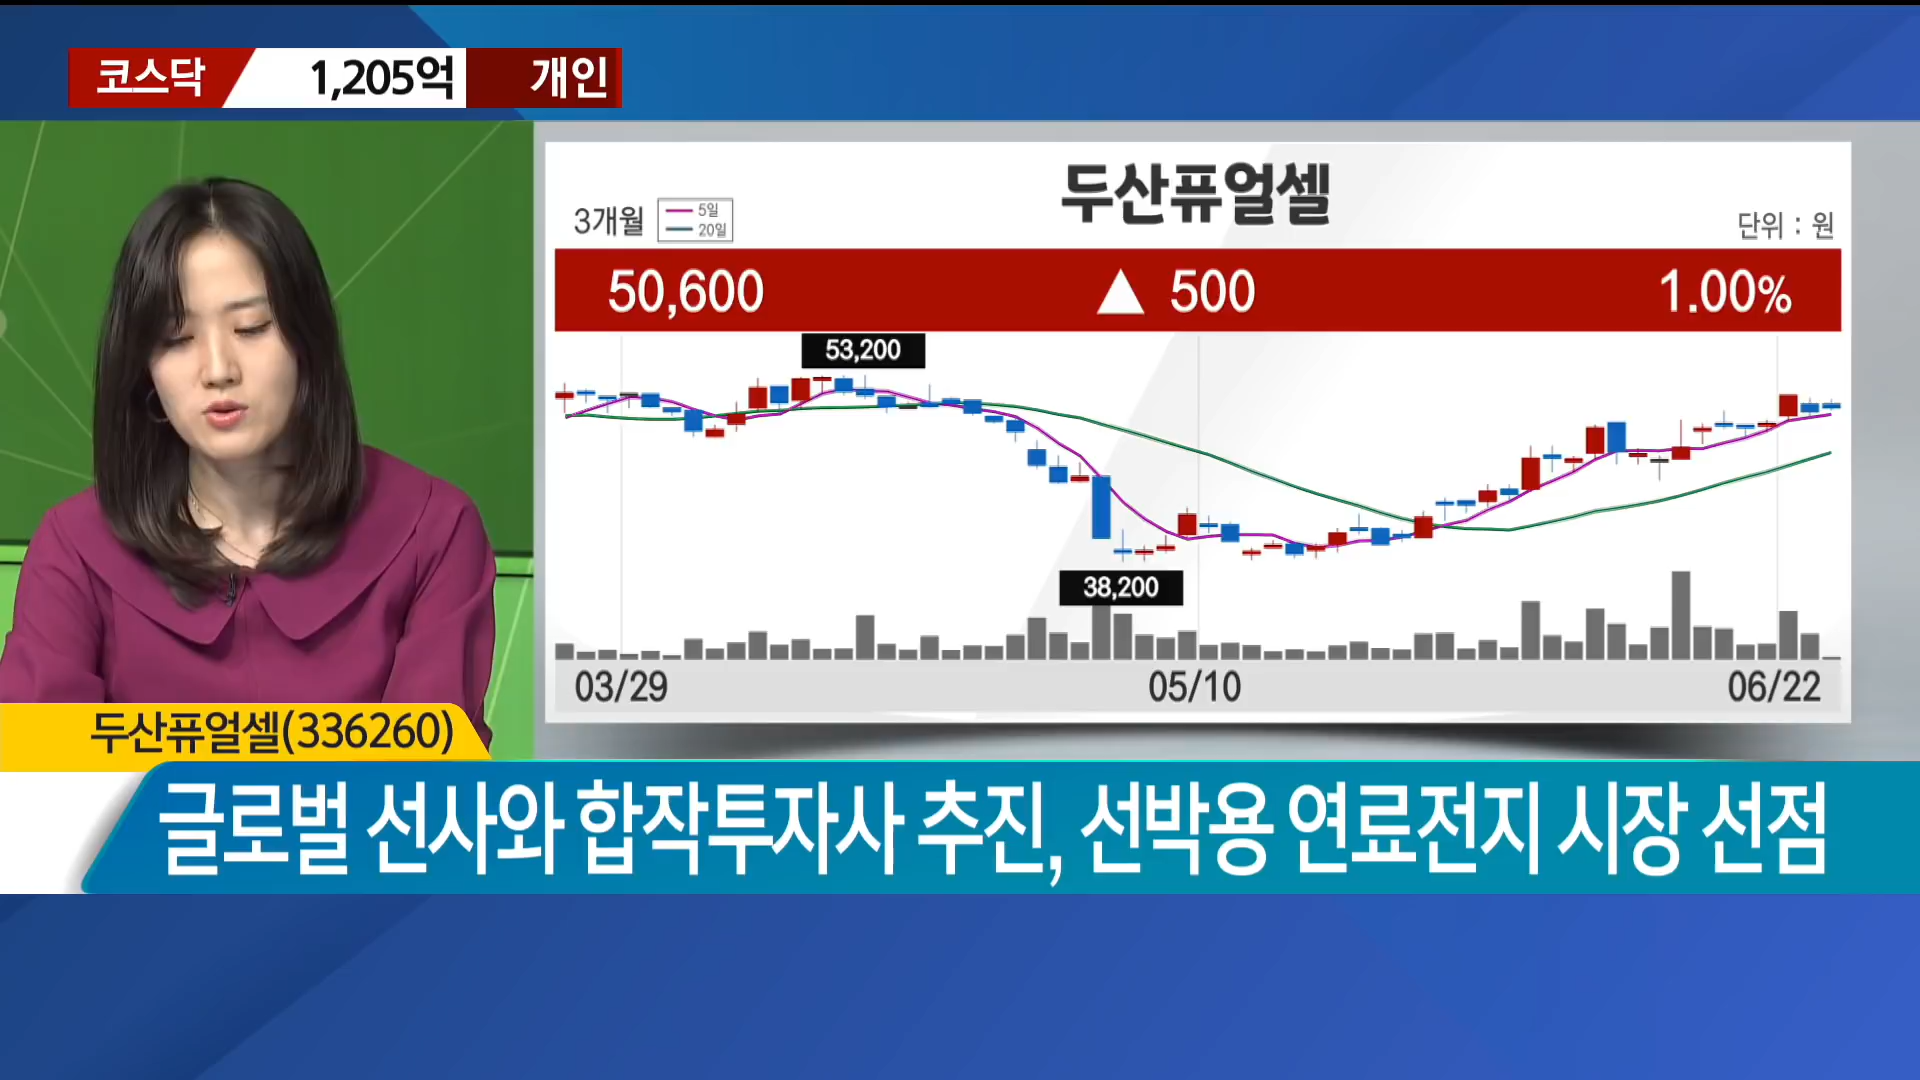 코스닥 1,205억 개인
두산퓨얼셀
3개월 5일
20일
단위 : 원
50,600 ▲ 500 1.00%
53,200
38,200
03/29 05/10 06/22
두산퓨얼셀(336260)
글로벌 선사와 합작투자사 추진, 선박용 연료전지 시장 선점